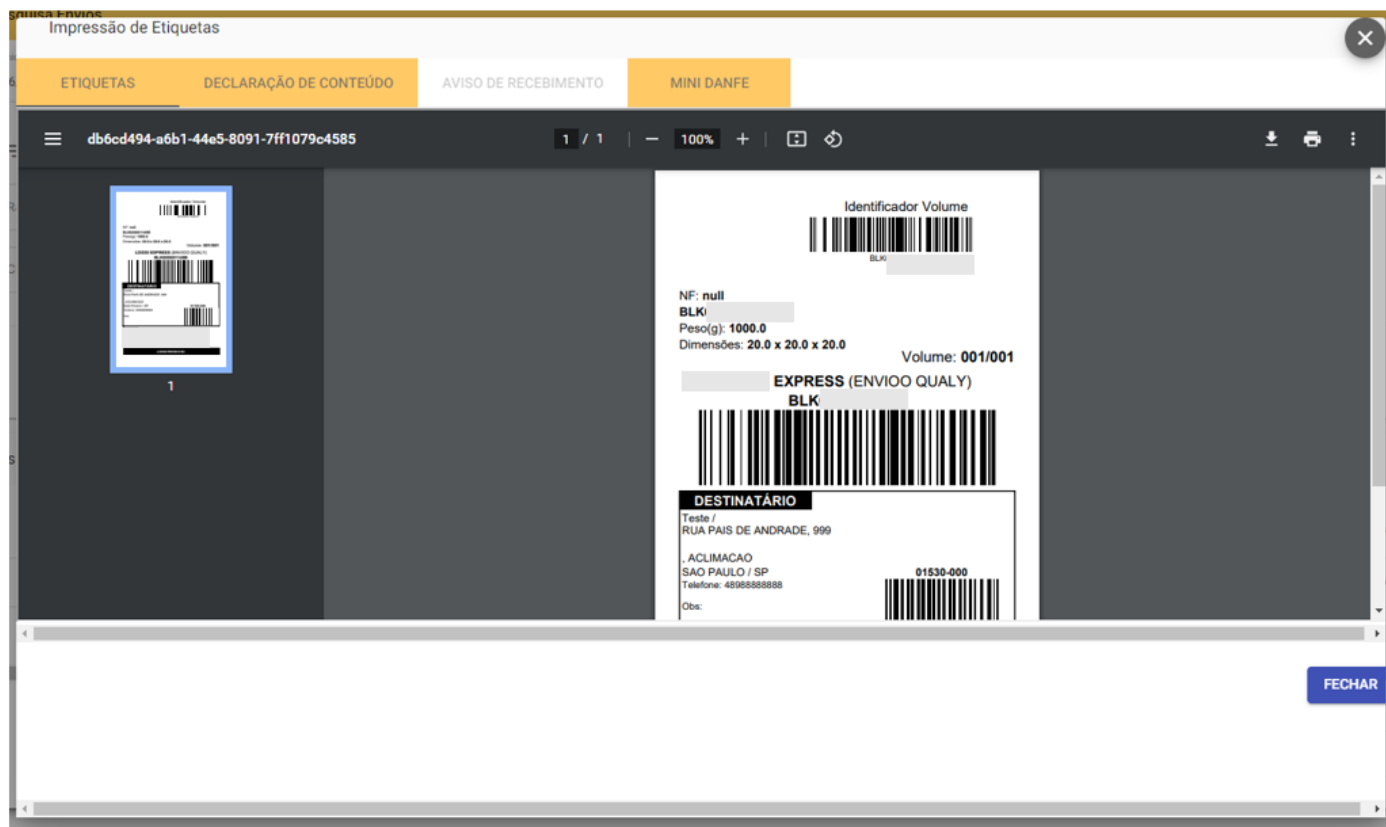 squisa Envios
Impressão de Etiquetas
ETIQUETAS
DECLARAÇÃO DE CONTEÚDO
AVISO DE RECEBIMENTO
MINI DANFE
db6cd494-a6b1-44e5-8091-7ff1079c4585
1 / 1
100%
1
Identificador Volume
BLK
NF: null
BLK
Peso(g): 1000.0
Dimensões: 20.0 x 20.0 x 20.0
Volume: 001/001
EXPRESS (ENVIOO QUALY)
BLK
DESTINATÁRIO
Teste /
RUA PAIS DE ANDRADE, 999
, ACLIMACAO
SAO PAULO / SP
01530-000
Telefone: 48988888888
Obs:
FECHAR